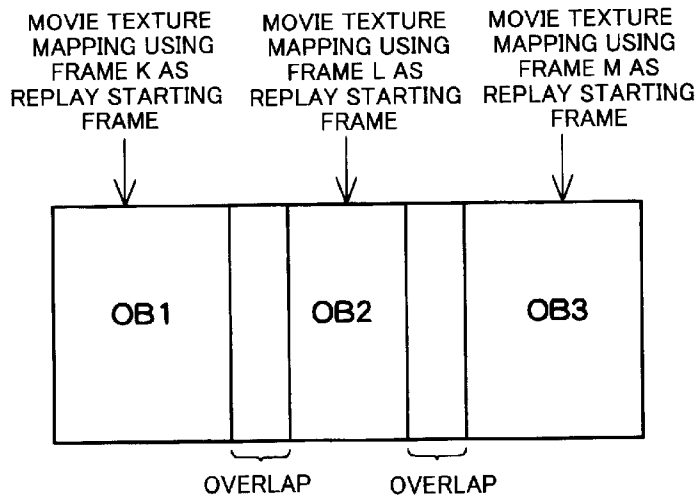 MOVIE TEXTURE
MAPPING USING
FRAME K AS
REPLAY STARTING
FRAME
MOVIE TEXTURE
MAPPING USING
FRAME L AS
REPLAY STARTING
FRAME
MOVIE TEXTURE
MAPPING USING
FRAME M AS
REPLAY STARTING
FRAME
OB1
OB2
OB3
OVERLAP
OVERLAP